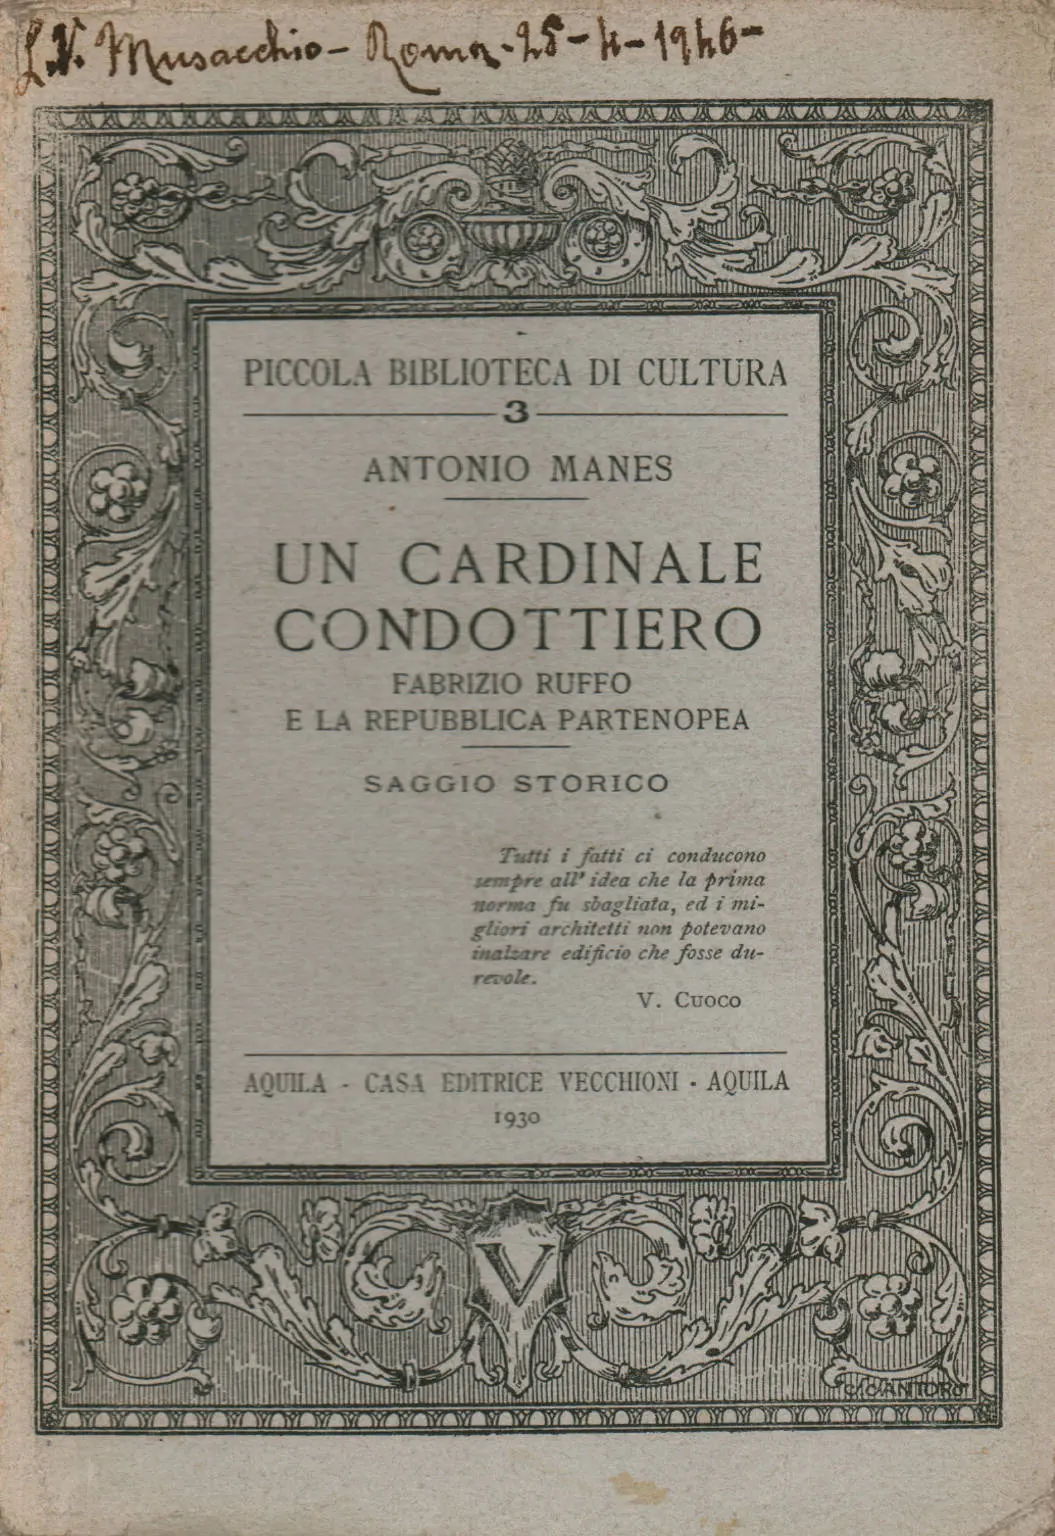 L. V. Musacchio - Roma - 25 - 4 - 1946 -
PICCOLA BIBLIOTECA DI CULTURA
3
ANTONIO MANES
UN CARDINALE
CONDOTTIERO
FABRIZIO RUFFO
E LA REPUBBLICA PARTENOPEA
SAGGIO STORICO
Tutti i fatti ci conducono
sempre all' idea che la prima
norma fu sbagliata, ed i mi-
gliori architetti non potevano
inalzare edificio che fosse du-
revole.
V. CUOCO
AQUILA - CASA EDITRICE VECCHIONI - AQUILA
1930
V